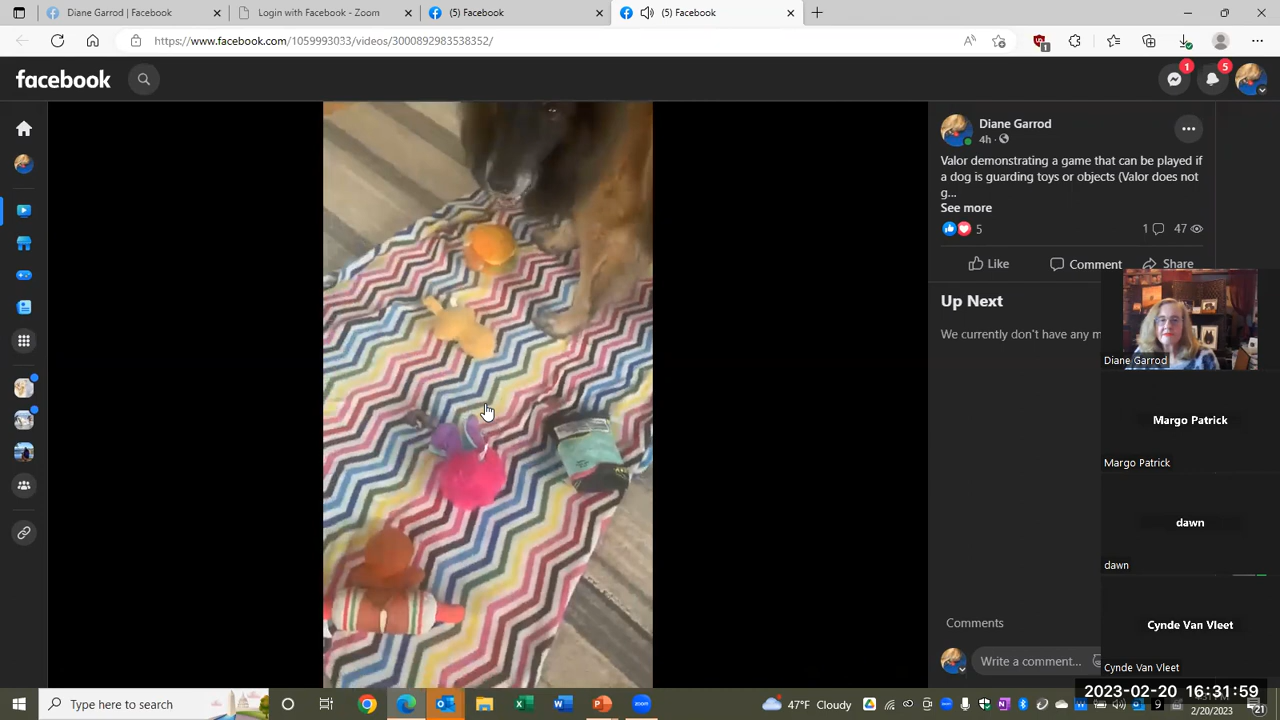 Diane Garrod | Facebook
Login with Facebook - Zoom
(5) Facebook
(5) Facebook
https://www.facebook.com/1059993033/videos/3000892983538352/
facebook
1
5
Diane Garrod
4h ·
Valor demonstrating a game that can be played if
a dog is guarding toys or objects (Valor does not
g...
See more
5
1
47
Like
Comment
Share
Up Next
We currently don't have any m
Diane Garrod
Margo Patrick
Margo Patrick
dawn
dawn
Cynde Van Vleet
Comments
Write a comment...
Cynde Van Vleet
2023-02-20 16:31:59
Type here to search
47°F Cloudy
2/20/2023
21